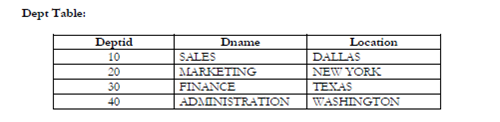 Dept Table:
Deptid Dname Location
10 SALES DALLAS
20 MARKETING NEW YORK
30 FINANCE TEXAS
40 ADMINISTRATION WASHINGTON